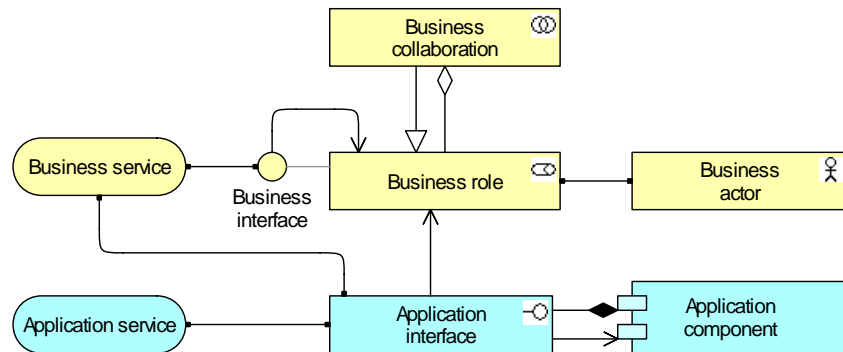 Business
collaboration
Business service
Business
interface
Business role
Business
actor
Application service
Application
interface
Application
component